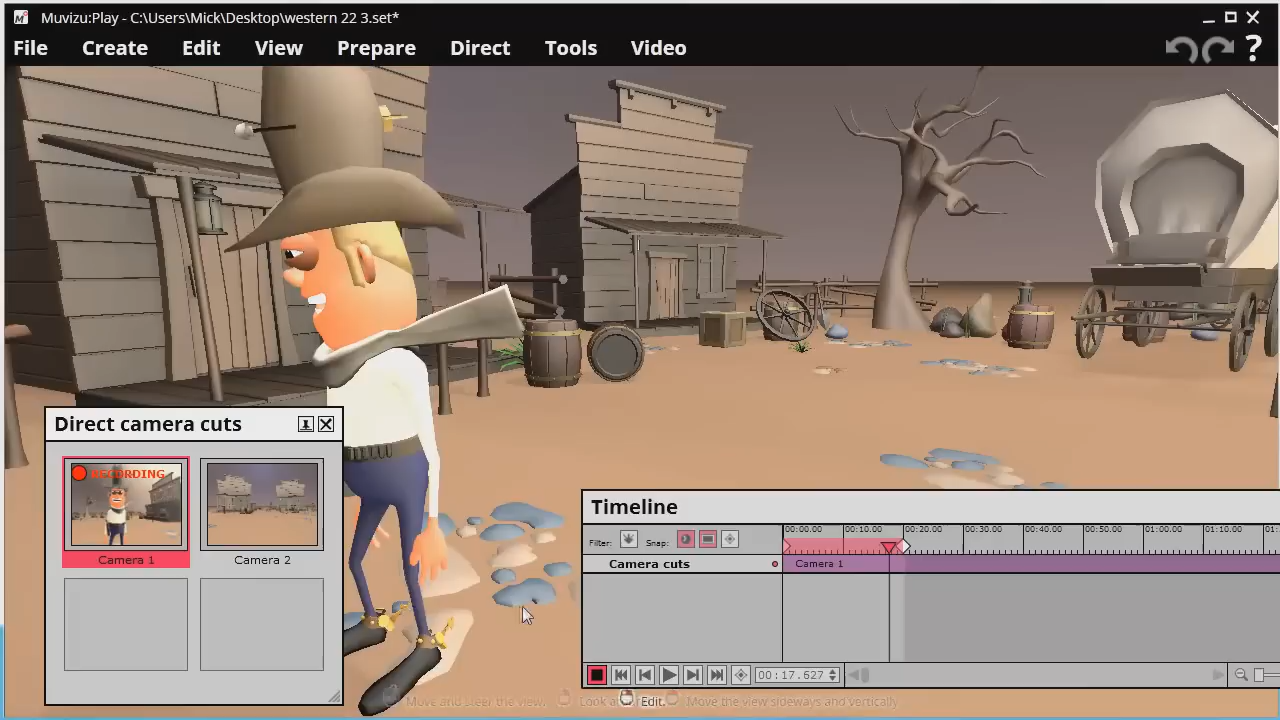 Muvizu:Play - C:\Users\Mick\Desktop\western 22 3.set*
File Create Edit View Prepare Direct Tools Video
?
Direct camera cuts
RECORDING
Camera 1 Camera 2
Timeline
Filter: Snap: 00:00.00 00:10.00 00:20.00 00:30.00 00:40.00 00:50.00 01:00.00 01:10.00
Camera cuts Camera 1
00:17.627
Move and steer the view. Look Edit. Move the view sideways and vertically